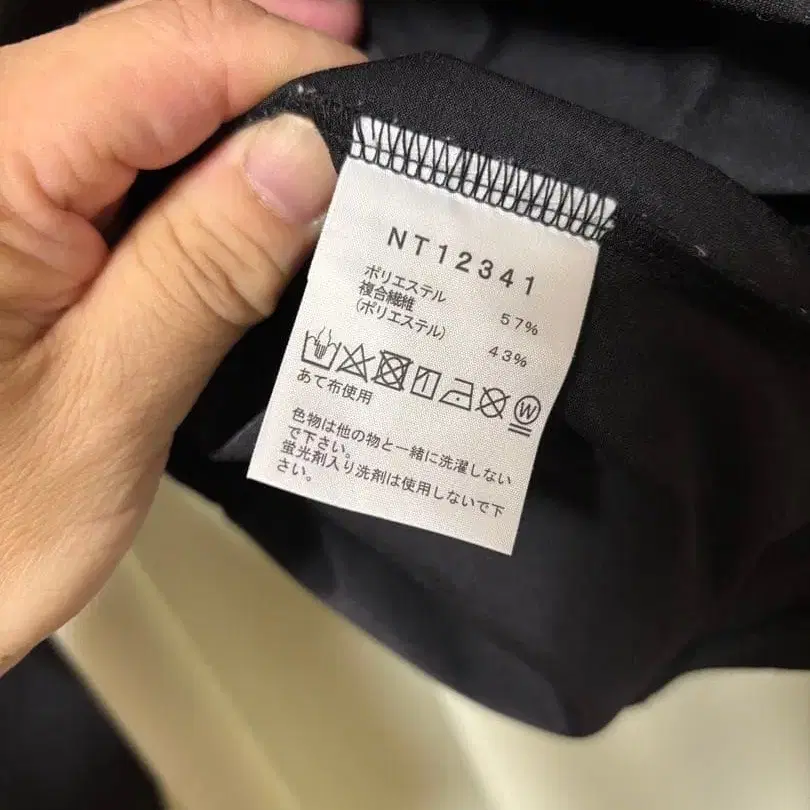 NT12341
ポリエステル 57%
複合繊維
(ポリエステル) 43%
W
あて布使用
色物は他の物と一緒に洗濯しない
で下さい。
蛍光剤入り洗剤は使用しないで下
さい。